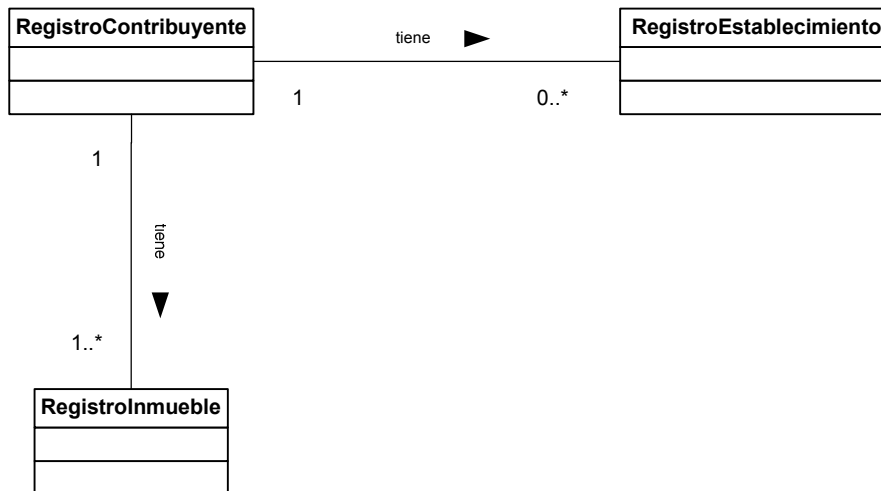 RegistroContribuyente
tiene
RegistroEstablecimiento
1
0..*
1
tiene
1..*
RegistroInmueble